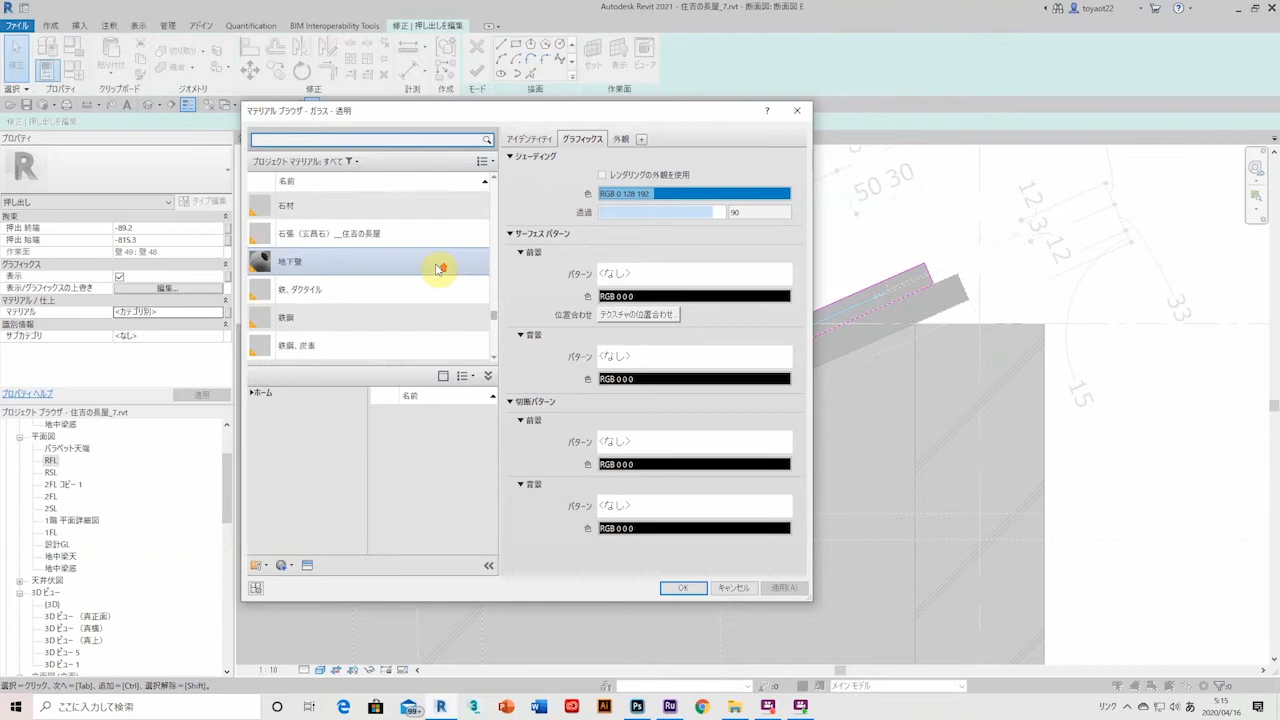 Autodesk Revit 2021 - 住吉の長屋_7.rvt - 断面図: 断面図 E
toyaot22
ファイル 作成 挿入 注釈 表示 管理 アドイン Quantification BIM Interoperability Tools 修正 | 押し出しを編集
修正 貼り付け 切り取り 結合 セット 表示 ビューア
選択 プロパティ クリップボード ジオメトリ 修正 計測 作成 モード 描画 作業面
修正 | 押し出しを編集
プロパティ
押し出し タイプ編集
拘束
押出 終端 -89.2
押出 始端 -815.3
作業面 壁 49 : 壁 48
グラフィックス
表示
表示/グラフィックスの上書き 編集...
マテリアル / 仕上
マテリアル <カテゴリ別>
識別情報
サブカテゴリ <なし>
プロパティ ヘルプ 適用
プロジェクト ブラウザ - 住吉の長屋_7.rvt
地中梁底
平面図
パラペット天端
RFL
RSL
2FL コピー 1
2FL
2SL
1階 平面詳細図
1FL
設計GL
地中梁天
地中梁底
天井伏図
3D ビュー
{3D}
3D ビュー (真正面)
3D ビュー (真横)
3D ビュー (真上)
3D ビュー 5
3D ビュー 1
マテリアル ブラウザ - ガラス - 透明
プロジェクト マテリアル: すべて
名前
石材
石張（玄昌石）__住吉の長屋
地下壁
鉄、ダクタイル
鉄鋼
鉄鋼、炭素
ホーム
名前
アイデンティティ グラフィックス 外観
シェーディング
レンダリングの外観を使用
色 RGB 0 128 192
透過 90
サーフェス パターン
前景
パターン <なし>
色 RGB 0 0 0
位置合わせ テクスチャの位置合わせ...
背景
パターン <なし>
色 RGB 0 0 0
切断パターン
前景
パターン <なし>
色 RGB 0 0 0
背景
パターン <なし>
色 RGB 0 0 0
OK キャンセル 適用(A)
50 30
12
3
12
33
15
1 : 10
選択＝クリック、次へ＝[Tab]、追加＝[Ctrl]、選択解除＝[Shift]。
:0 メインモデル :0
ここに入力して検索
99+
リンク
5:15
2020/04/16